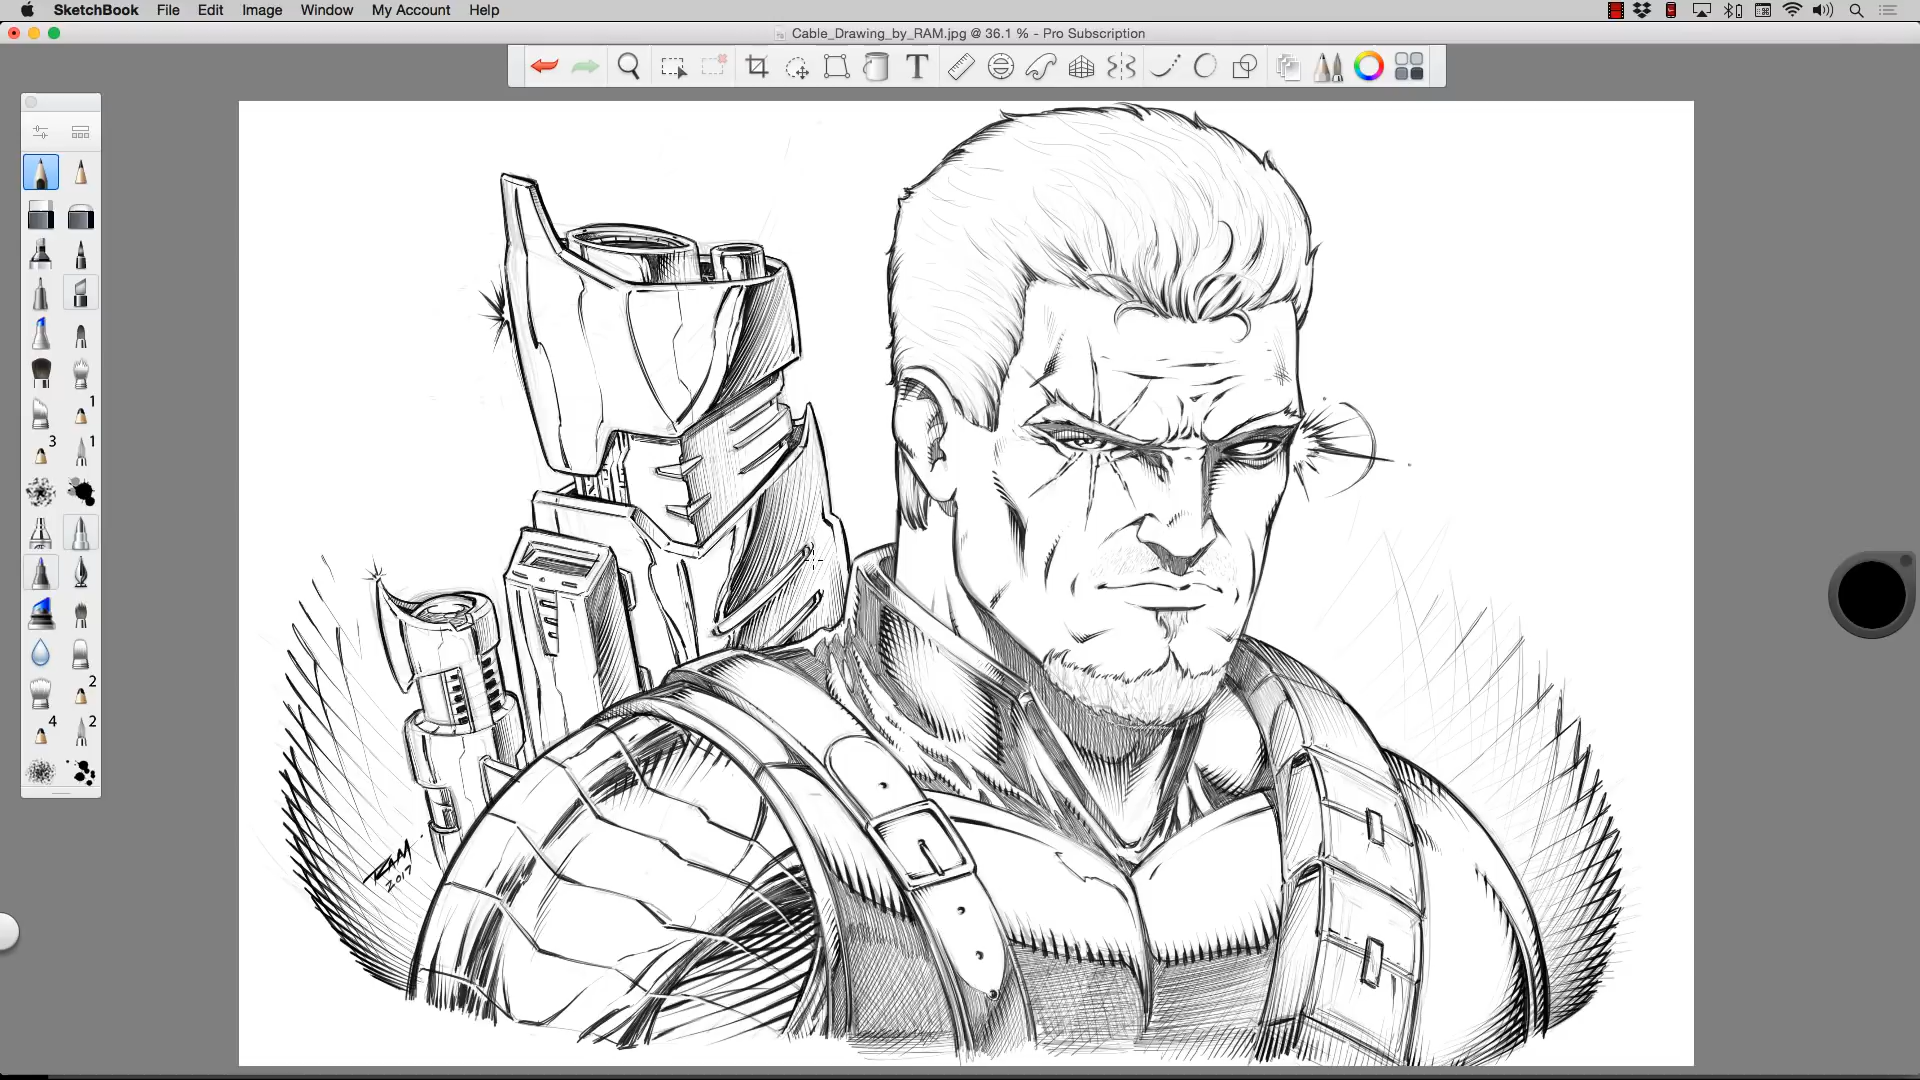 SketchBook File Edit Image Window My Account Help
Cable_Drawing_by_RAM.jpg @ 36.1 % - Pro Subscription
T
1
3 1
2
4 2
RAM
2017